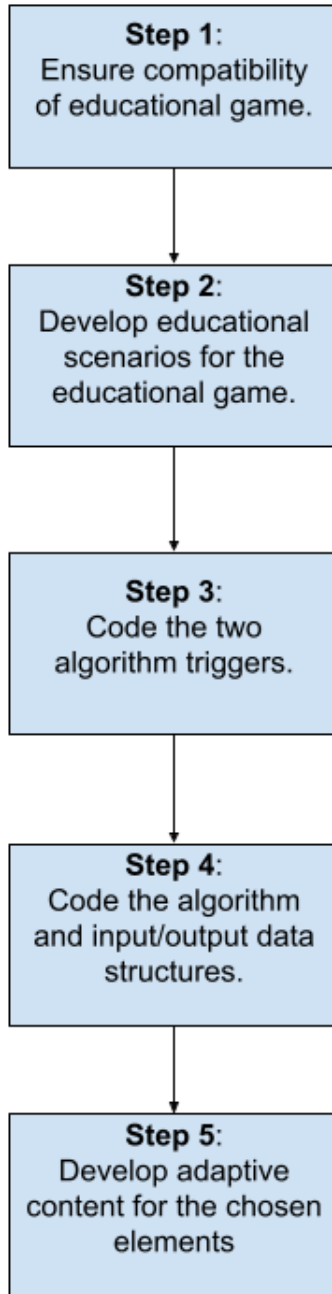 Step 1:
Ensure compatibility
of educational game.
Step 2:
Develop educational
scenarios for the
educational game.
Step 3:
Code the two
algorithm triggers.
Step 4:
Code the algorithm
and input/output data
structures.
Step 5:
Develop adaptive
content for the chosen
elements